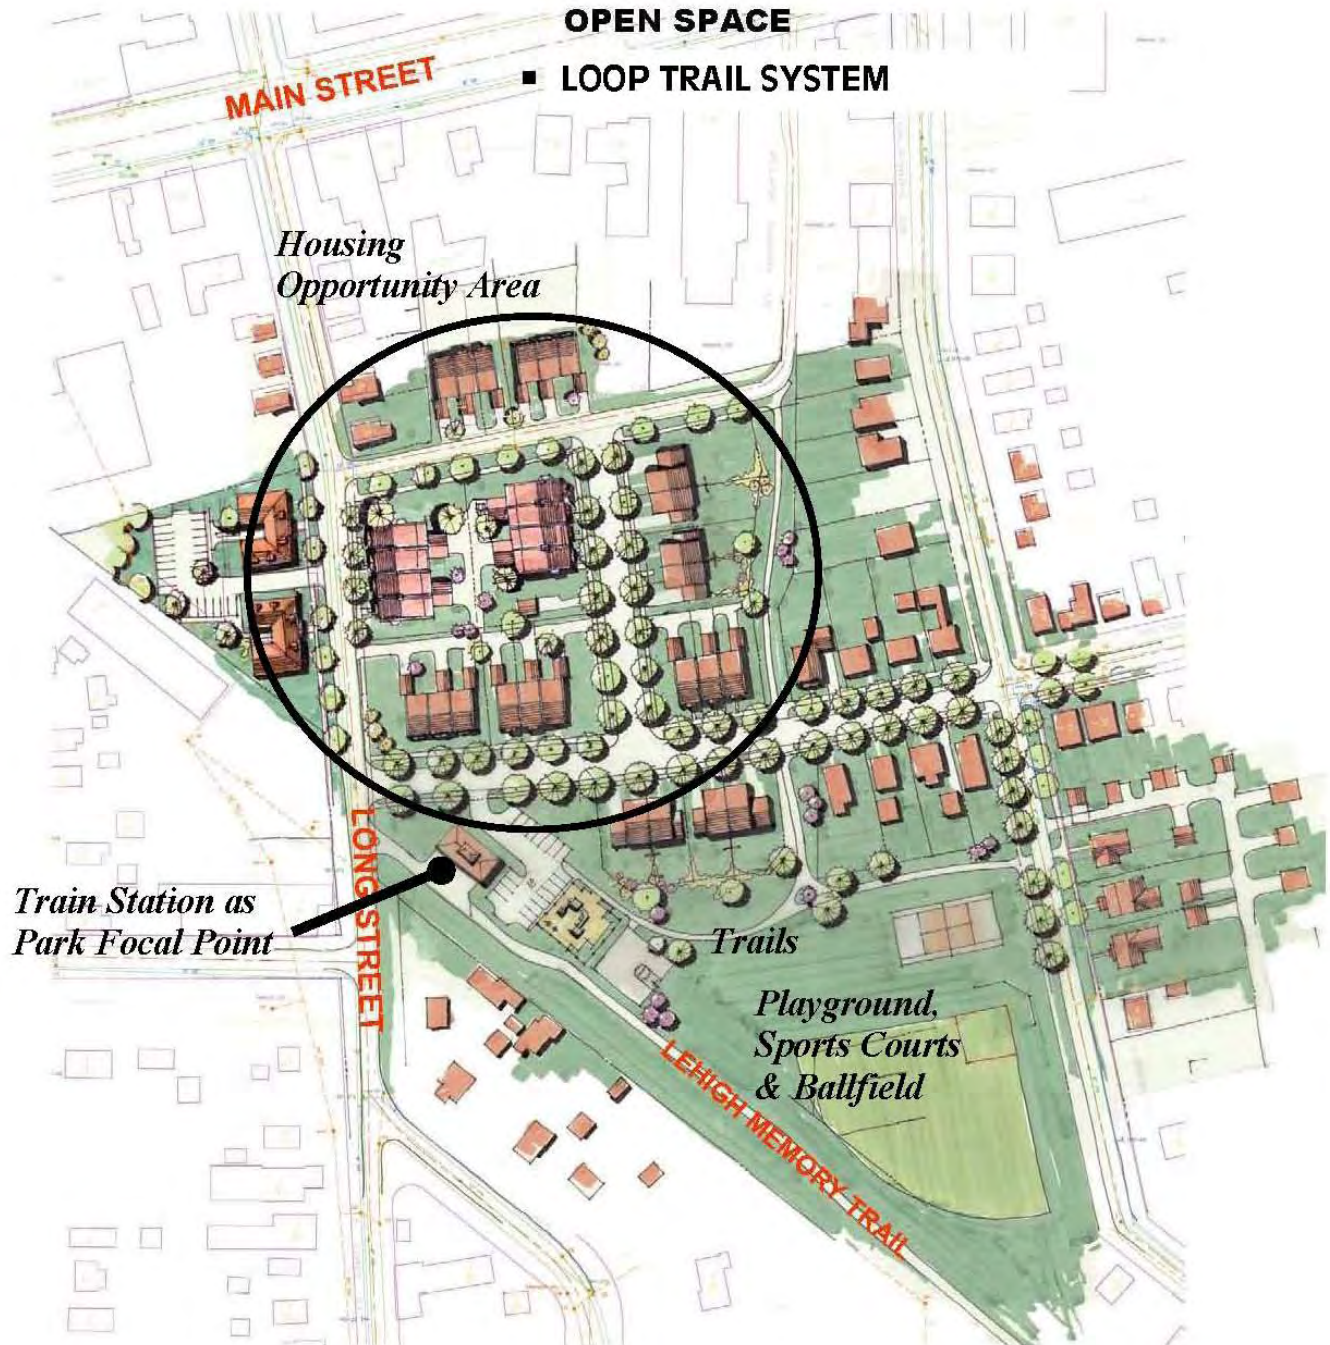 OPEN SPACE
▪ LOOP TRAIL SYSTEM
MAIN STREET
Housing
Opportunity Area
LONG STREET
Train Station as
Park Focal Point
Trails
Playground,
Sports Courts
& Ballfield
LEHIGH MEMORY TRAIL